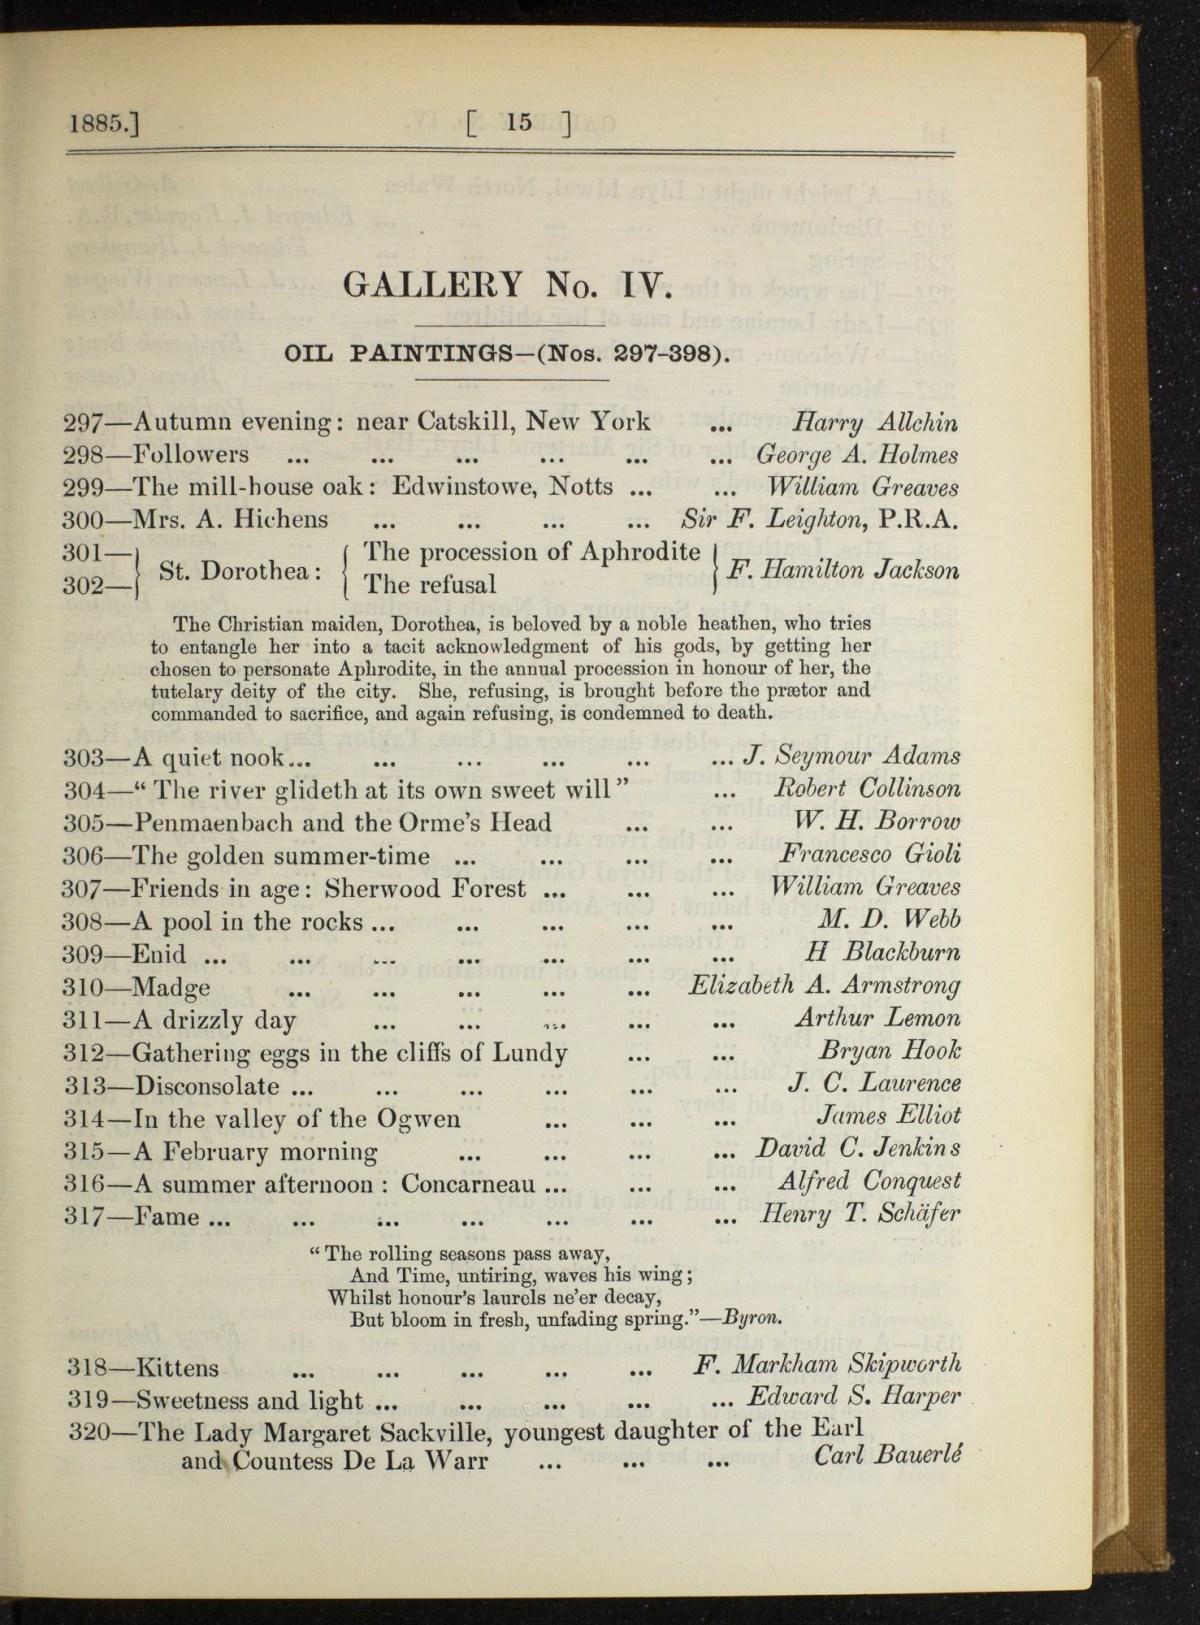 1885.] [ 15 ]
GALLERY No. IV.
OIL PAINTINGS—(Nos. 297-398).
297—Autumn evening: near Catskill, New York ... Harry Allchin
298—Followers ... ... ... ... ... ... George A. Holmes
299—The mill-house oak: Edwinstowe, Notts ... ... William Greaves
300—Mrs. A. Hichens ... ... ... ... Sir F. Leighton, P.R.A.
301—} St. Dorothea: { The procession of Aphrodite } F. Hamilton Jackson
302—} { The refusal }
The Christian maiden, Dorothea, is beloved by a noble heathen, who tries
to entangle her into a tacit acknowledgment of his gods, by getting her
chosen to personate Aphrodite, in the annual procession in honour of her, the
tutelary deity of the city. She, refusing, is brought before the prætor and
commanded to sacrifice, and again refusing, is condemned to death.
303—A quiet nook... ... ... ... ... ... J. Seymour Adams
304—“ The river glideth at its own sweet will ” ... Robert Collinson
305—Penmaenbach and the Orme's Head ... ... W. H. Borrow
306—The golden summer-time ... ... ... ... Francesco Gioli
307—Friends in age: Sherwood Forest ... ... ... William Greaves
308—A pool in the rocks ... ... ... ... ... M. D. Webb
309—Enid ... ... ... ... ... ... ... H Blackburn
310—Madge ... ... ... ... ... Elizabeth A. Armstrong
311—A drizzly day ... ... ... ... ... Arthur Lemon
312—Gathering eggs in the cliffs of Lundy ... ... Bryan Hook
313—Disconsolate ... ... ... ... ... ... J. C. Laurence
314—In the valley of the Ogwen ... ... ... James Elliot
315—A February morning ... ... ... ... David C. Jenkins
316—A summer afternoon : Concarneau ... ... ... Alfred Conquest
317—Fame ... ... ... ... ... ... ... Henry T. Schäfer
“ The rolling seasons pass away,
And Time, untiring, waves his wing ;
Whilst honour's laurels ne'er decay,
But bloom in fresh, unfading spring.”—Byron.
318—Kittens ... ... ... ... ... F. Markham Skipworth
319—Sweetness and light ... ... ... ... ... Edward S. Harper
320—The Lady Margaret Sackville, youngest daughter of the Earl
and Countess De La Warr ... ... ... Carl Bauerlé